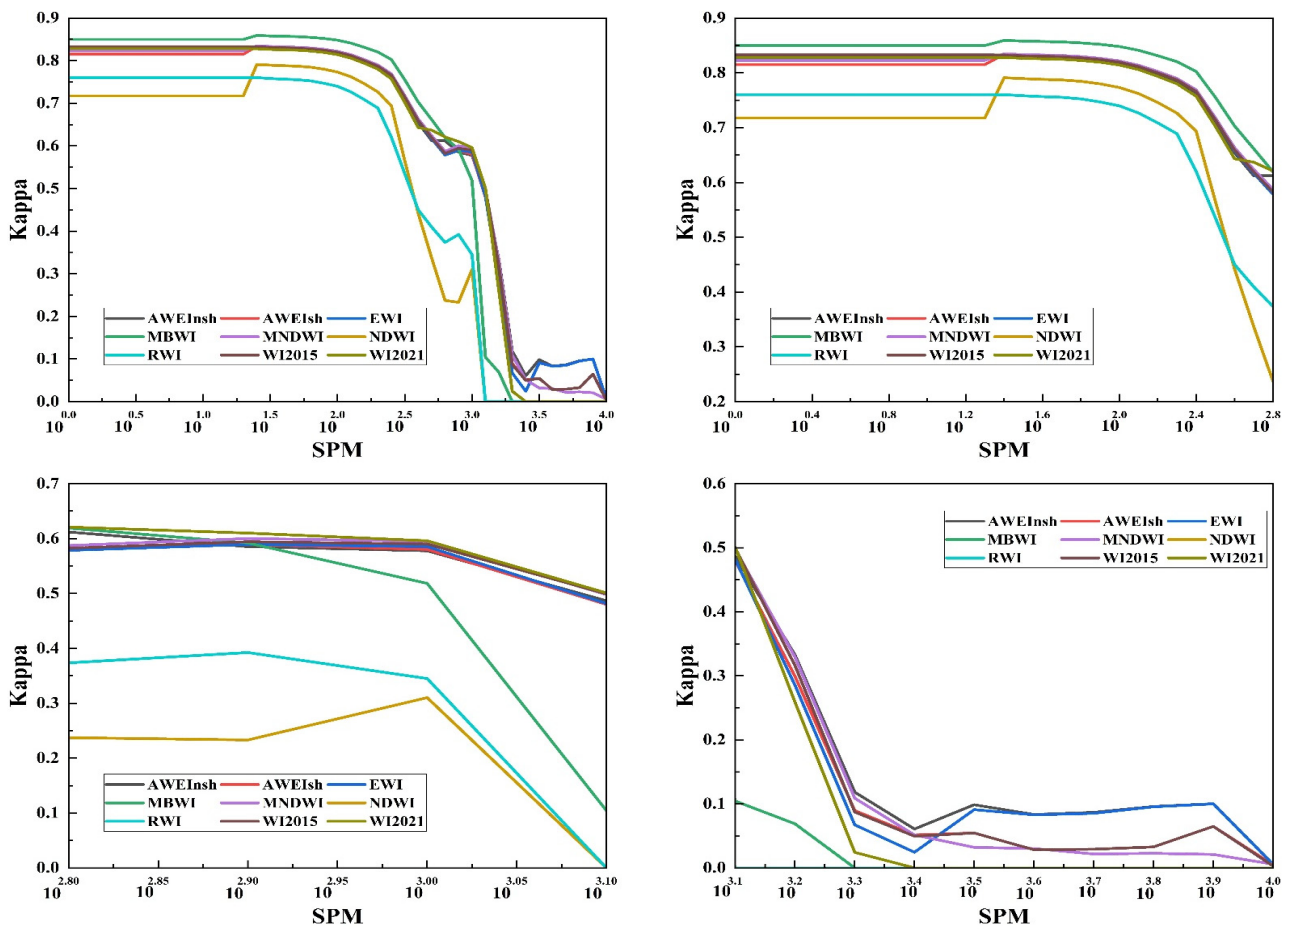 0.9
0.8
0.7
0.6
0.5
0.4
0.3
0.2
0.1
0.0
Kappa
AWEInsh AWEIsh EWI
MBWI MNDWI NDWI
RWI WI2015 WI2021
10^0.0 10^0.5 10^1.0 10^1.5 10^2.0 10^2.5 10^3.0 10^3.5 10^4.0
SPM
0.9
0.8
0.7
0.6
0.5
0.4
0.3
0.2
Kappa
AWEInsh AWEIsh EWI
MBWI MNDWI NDWI
RWI WI2015 WI2021
10^0.0 10^0.4 10^0.8 10^1.2 10^1.6 10^2.0 10^2.4 10^2.8
SPM
0.7
0.6
0.5
0.4
0.3
0.2
0.1
0.0
Kappa
AWEInsh AWEIsh EWI
MBWI MNDWI NDWI
RWI WI2015 WI2021
10^2.80 10^2.85 10^2.90 10^2.95 10^3.00 10^3.05 10^3.10
SPM
0.6
0.5
0.4
0.3
0.2
0.1
0.0
Kappa
AWEInsh AWEIsh EWI
MBWI MNDWI NDWI
RWI WI2015 WI2021
10^3.1 10^3.2 10^3.3 10^3.4 10^3.5 10^3.6 10^3.7 10^3.8 10^3.9 10^4.0
SPM